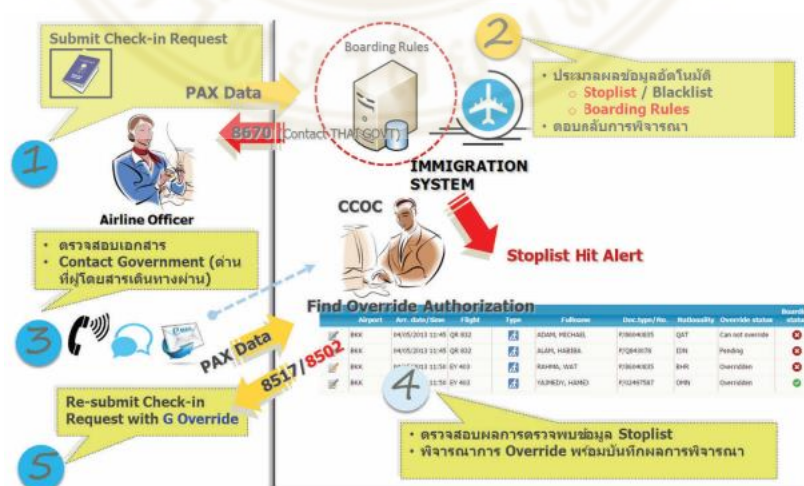 Submit Check-in Request
1
PAX Data
8670 (Contact THAI GOVT)
Airline Officer
Boarding Rules
2
• ประมวลผลข้อมูลอัตโนมัติ
o Stoplist / Blacklist
o Boarding Rules
• ตอบกลับการพิจารณา
IMMIGRATION
SYSTEM
CCOC
Stoplist Hit Alert
• ตรวจสอบเอกสาร
• Contact Government (ด่าน
ที่ผู้โดยสารเดินทางผ่าน)
3
PAX Data
8517/8502
Find Override Authorization
Airport Arr. date/time Flight Type Fullname Doc.type/No. Nationality Override status
BKK 04/05/2013 11:45 QR 832 ADAM, MICHAEL QAT Can not override
BKK 04/05/2013 11:45 QR 832 ALAM, HABIBA Pending
BKK 11:50 EY 403 RAHMA, WAT BHR Overridden
BKK 11:50 EY 403 OMN Overridden
4
• ตรวจสอบผลการตรวจพบข้อมูล Stoplist
• พิจารณาการ Override พร้อมบันทึกผลการพิจารณา
Re-submit Check-in
Request with G Override
5